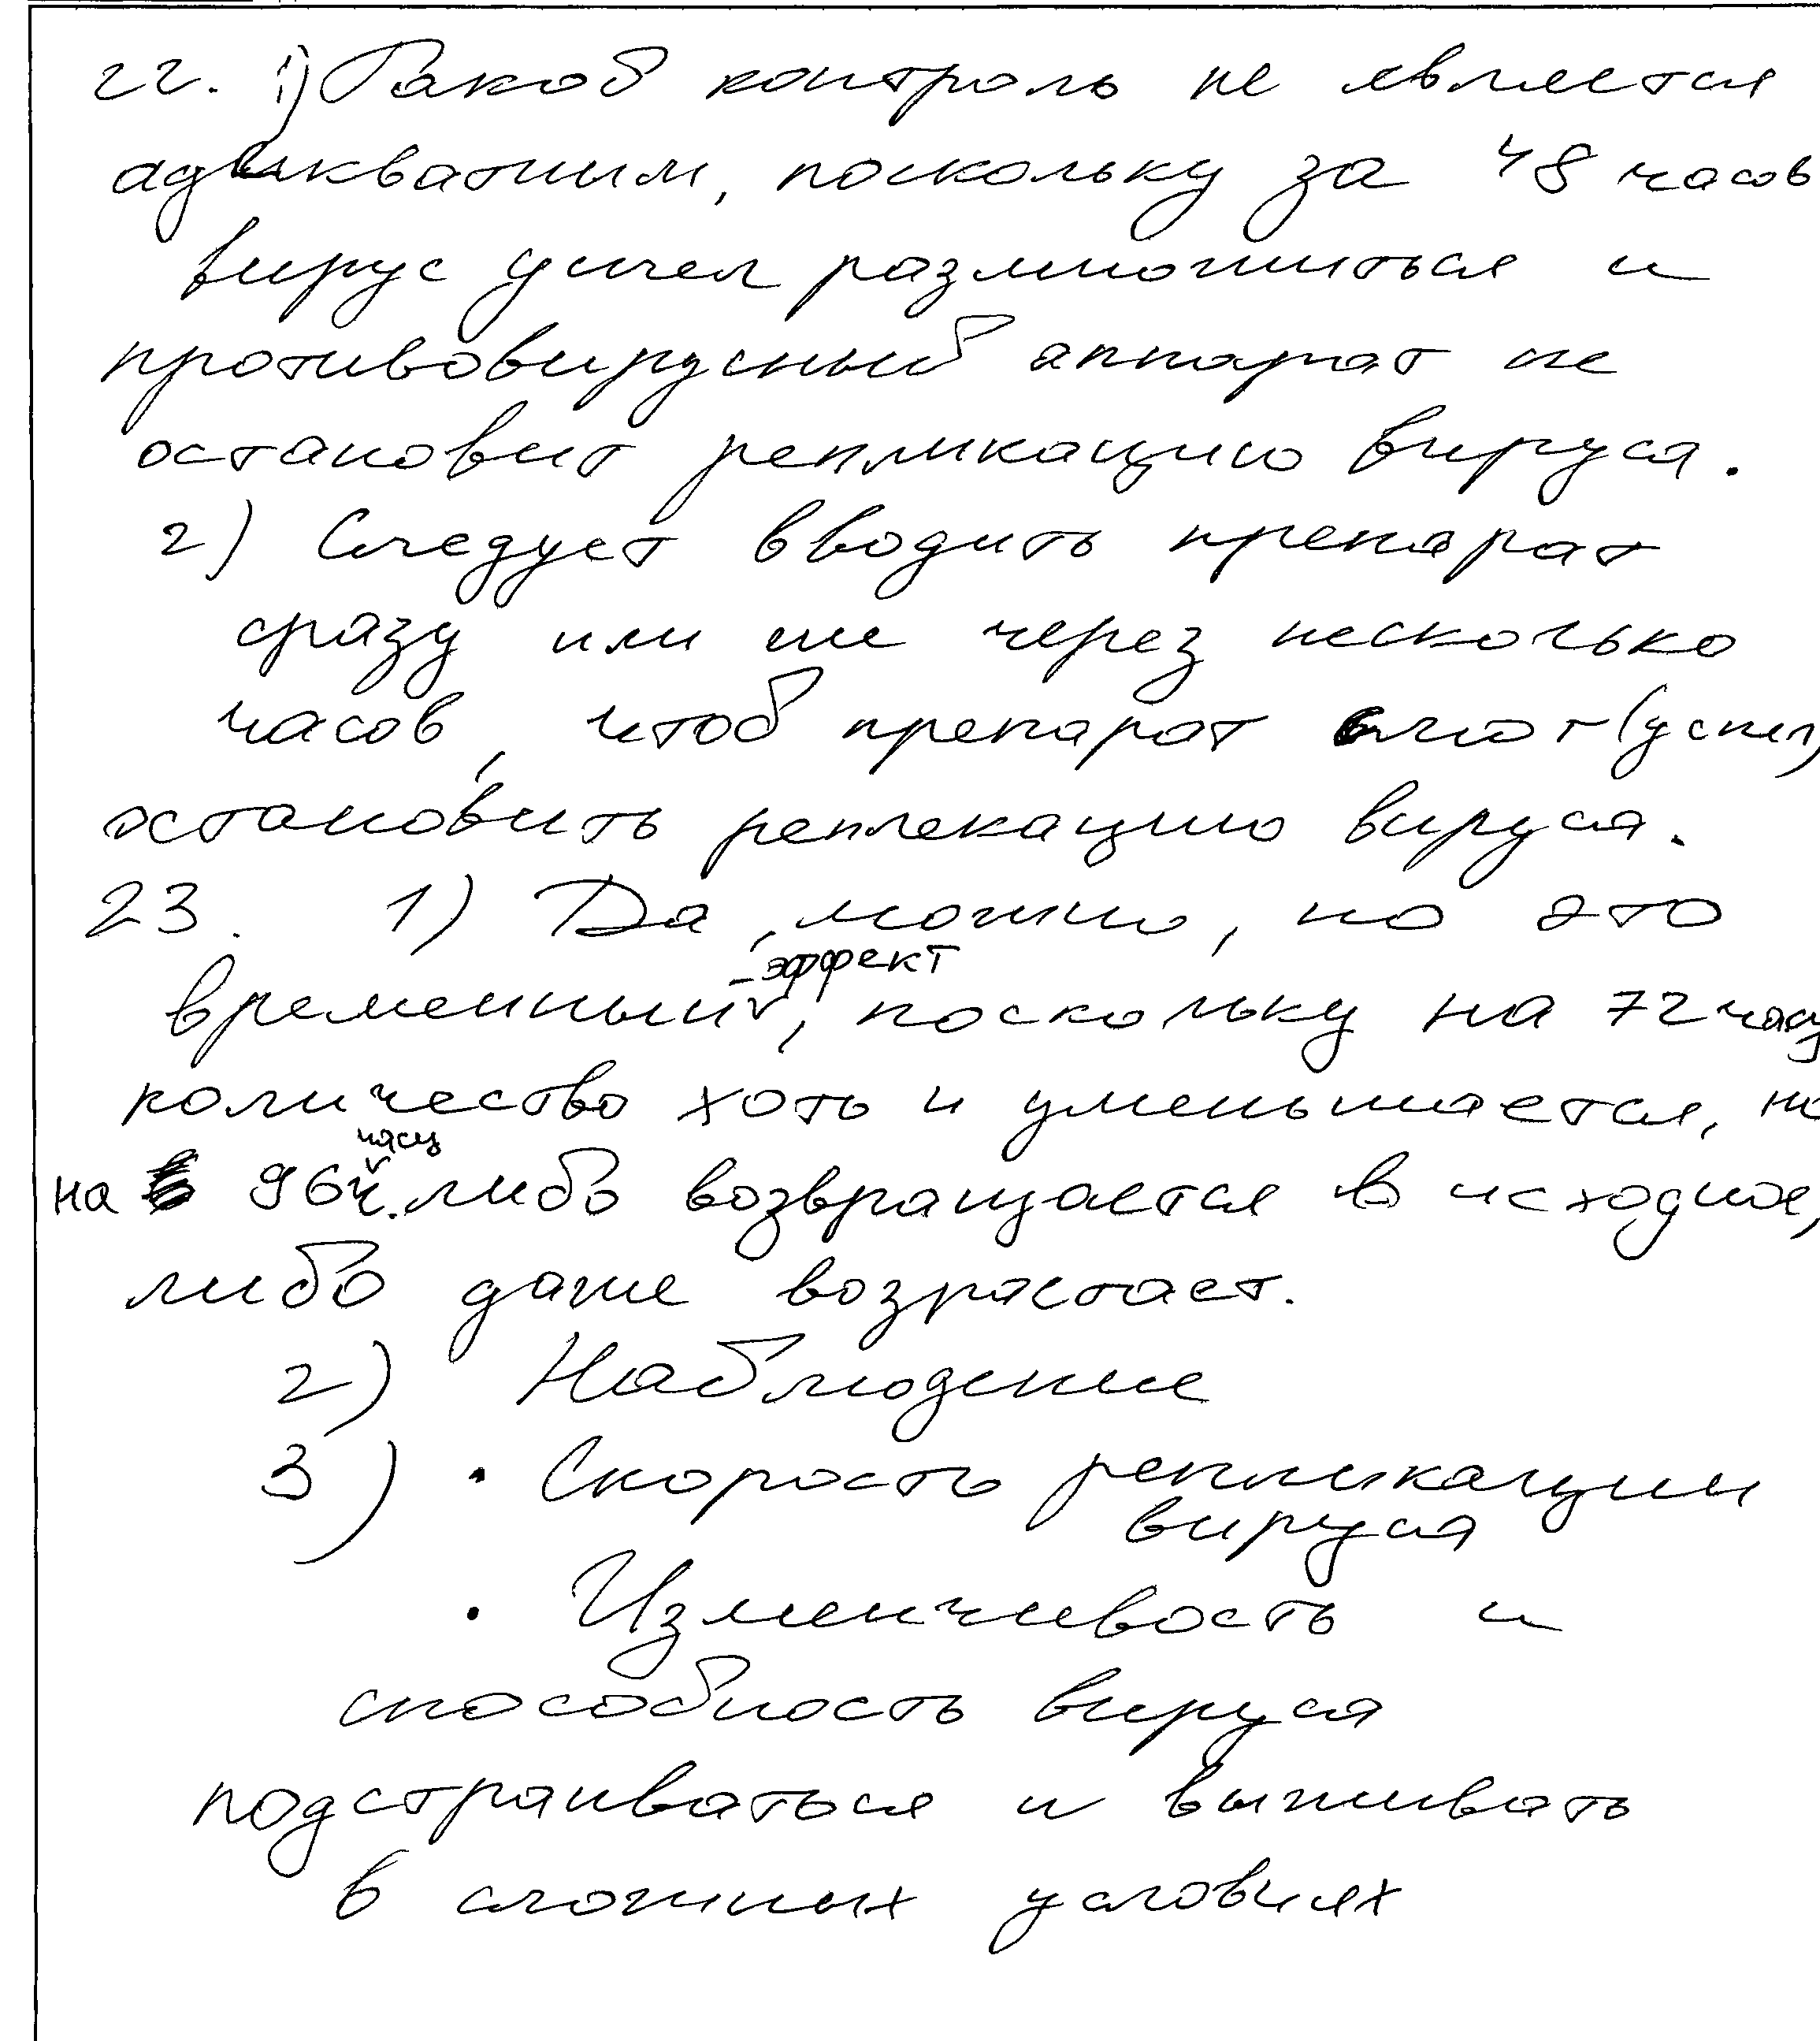 22. 1) Такой контроль не является
адекватным, поскольку за 48 часов
вирус успел размножиться и
противовирусный аппарат не
остановит репликацию вируса.
2) Следует вводить препарат
сразу или же через несколько
часов, чтоб препарат смог (успел)
остановить реплекацию вируса.
23. 1) Да, можно, но это
временный - эффект, поскольку на 72 часу
количество хоть и уменьшается, но
на 96 ч. часу либо возвращается в исходное,
либо даже возрастает.
2) Наблюдение
3) • Скорость репликации
вируса
• Изменчивость и
способность вируса
подстраиваться и выживать
в сложных условиях